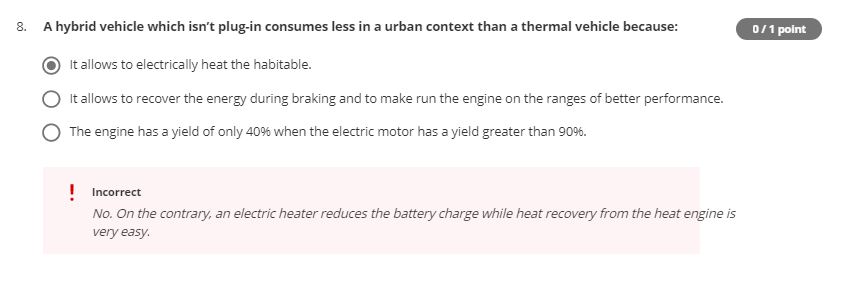 8. A hybrid vehicle which isn't plug-in consumes less in a urban context than a thermal vehicle because:
0 / 1 point
It allows to electrically heat the habitable.
It allows to recover the energy during braking and to make run the engine on the ranges of better performance.
The engine has a yield of only 40% when the electric motor has a yield greater than 90%.
! Incorrect
No. On the contrary, an electric heater reduces the battery charge while heat recovery from the heat engine is
very easy.